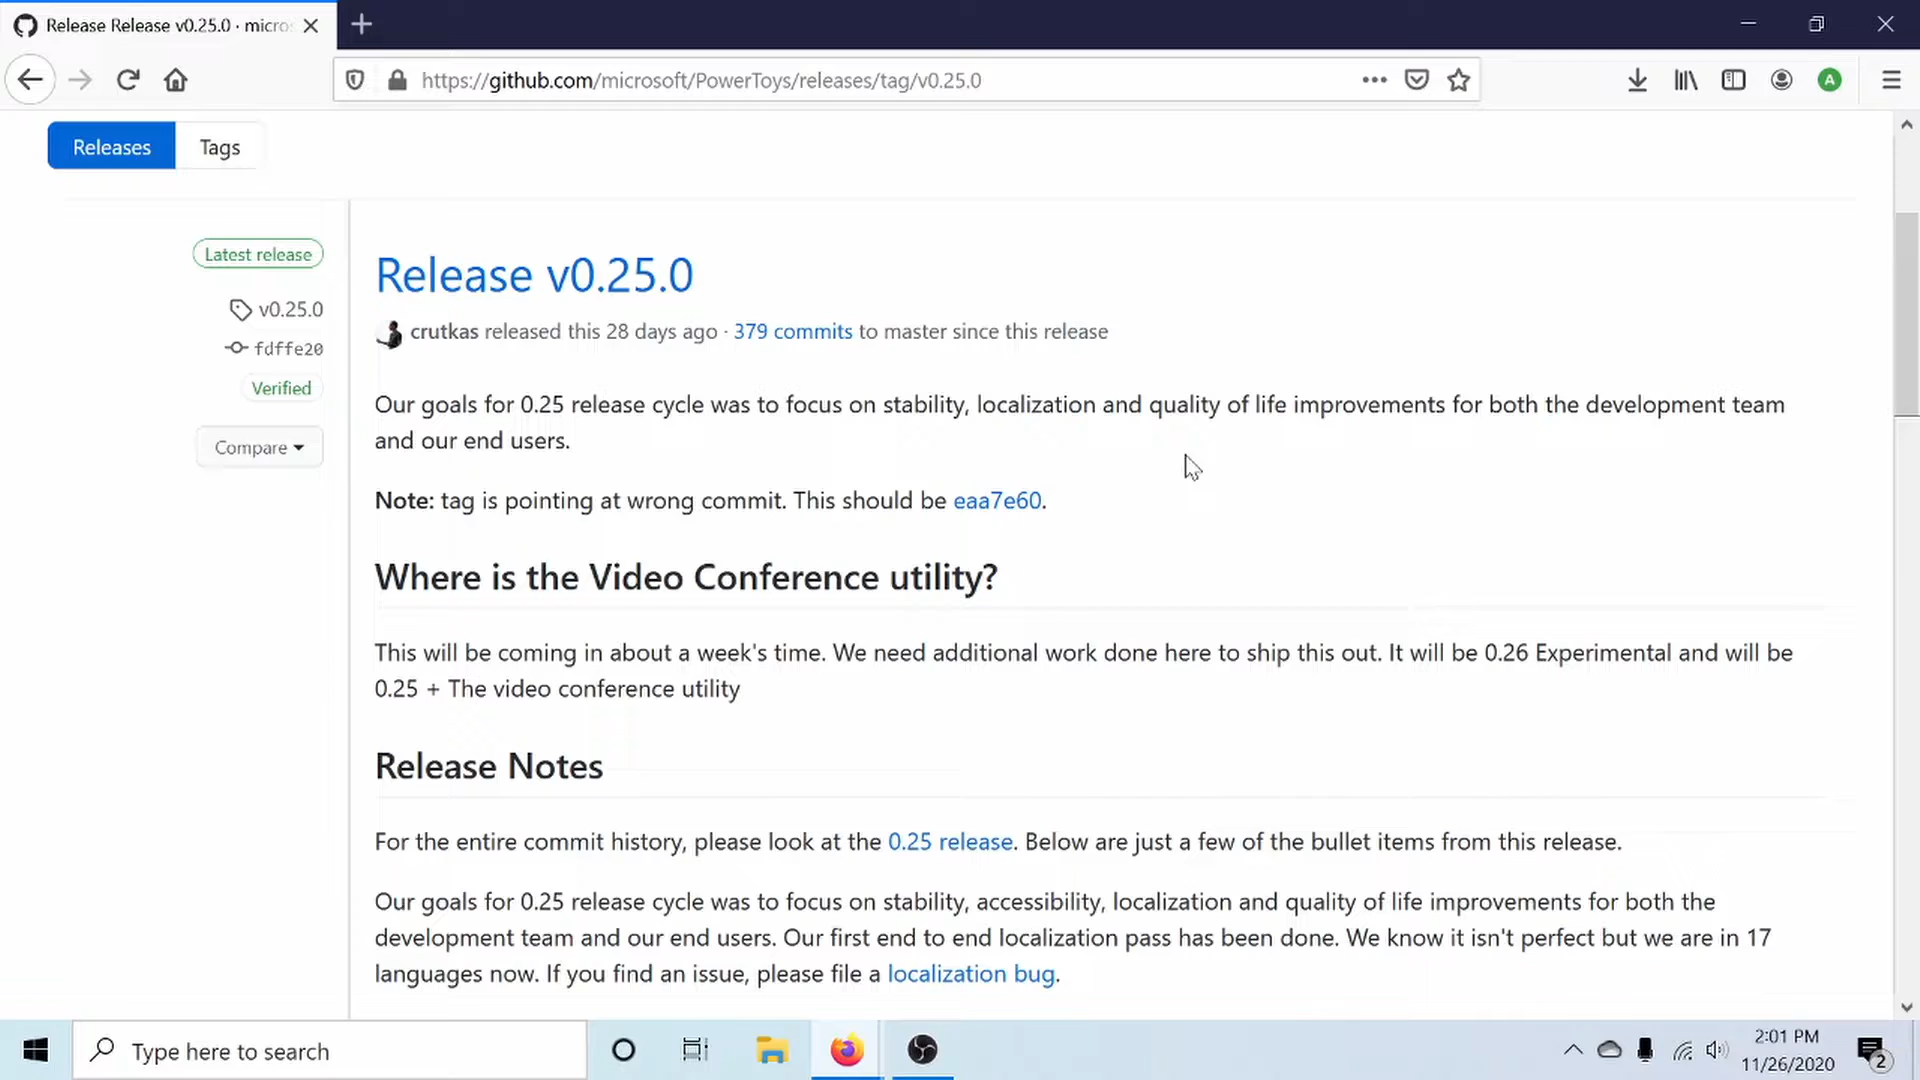 Release Release v0.25.0 · micro
https://github.com/microsoft/PowerToys/releases/tag/v0.25.0
A
Releases
Tags
Latest release
v0.25.0
fdffe20
Verified
Compare
Release v0.25.0
crutkas released this 28 days ago · 379 commits to master since this release
Our goals for 0.25 release cycle was to focus on stability, localization and quality of life improvements for both the development team
and our end users.
Note: tag is pointing at wrong commit. This should be eaa7e60.
Where is the Video Conference utility?
This will be coming in about a week's time. We need additional work done here to ship this out. It will be 0.26 Experimental and will be
0.25 + The video conference utility
Release Notes
For the entire commit history, please look at the 0.25 release. Below are just a few of the bullet items from this release.
Our goals for 0.25 release cycle was to focus on stability, accessibility, localization and quality of life improvements for both the
development team and our end users. Our first end to end localization pass has been done. We know it isn't perfect but we are in 17
languages now. If you find an issue, please file a localization bug.
Type here to search
2:01 PM
11/26/2020
2